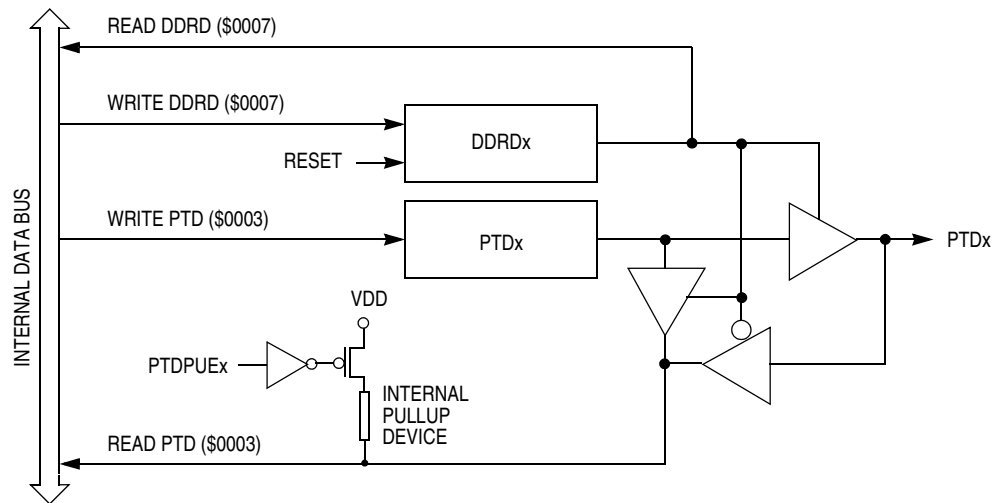 READ DDRD ($0007)
WRITE DDRD ($0007)
DDRDx
RESET
INTERNAL DATA BUS
WRITE PTD ($0003)
PTDx
PTDx
VDD
PTDPUEx
INTERNAL
PULLUP
DEVICE
READ PTD ($0003)